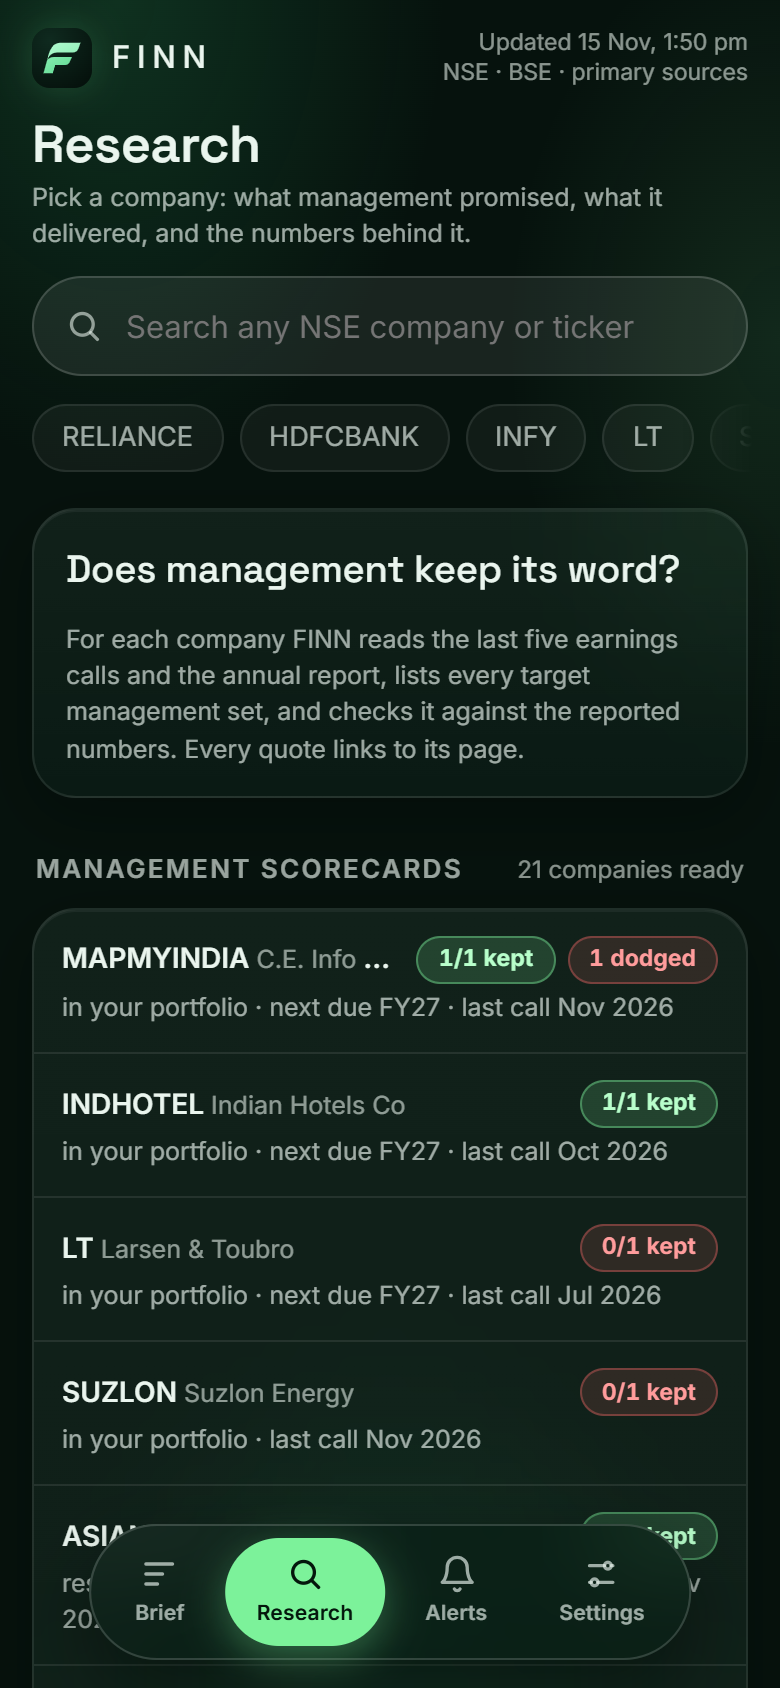 FINN
Updated 15 Nov, 1:50 pm
NSE · BSE · primary sources
Research
Pick a company: what management promised, what it
delivered, and the numbers behind it.
Search any NSE company or ticker
RELIANCE HDFCBANK INFY LT
Does management keep its word?
For each company FINN reads the last five earnings
calls and the annual report, lists every target
management set, and checks it against the reported
numbers. Every quote links to its page.
MANAGEMENT SCORECARDS 21 companies ready
MAPMYINDIA C.E. Info ... 1/1 kept 1 dodged
in your portfolio · next due FY27 · last call Nov 2026
INDHOTEL Indian Hotels Co 1/1 kept
in your portfolio · next due FY27 · last call Oct 2026
LT Larsen & Toubro 0/1 kept
in your portfolio · next due FY27 · last call Jul 2026
SUZLON Suzlon Energy 0/1 kept
in your portfolio · last call Nov 2026
kept
Brief Research Alerts Settings